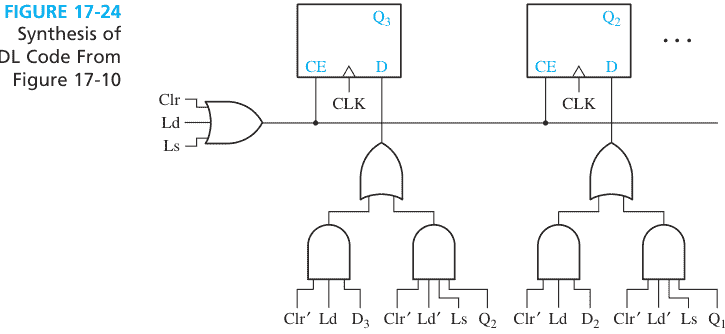 FIGURE 17-24
Synthesis of
DL Code From
Figure 17-10
Q3
Q2
...
CE D
CE D
CLK
CLK
Clr
Ld
Ls
Clr′ Ld D3 Clr′ Ld′ Ls Q2 Clr′ Ld D2 Clr′ Ld′ Ls Q1